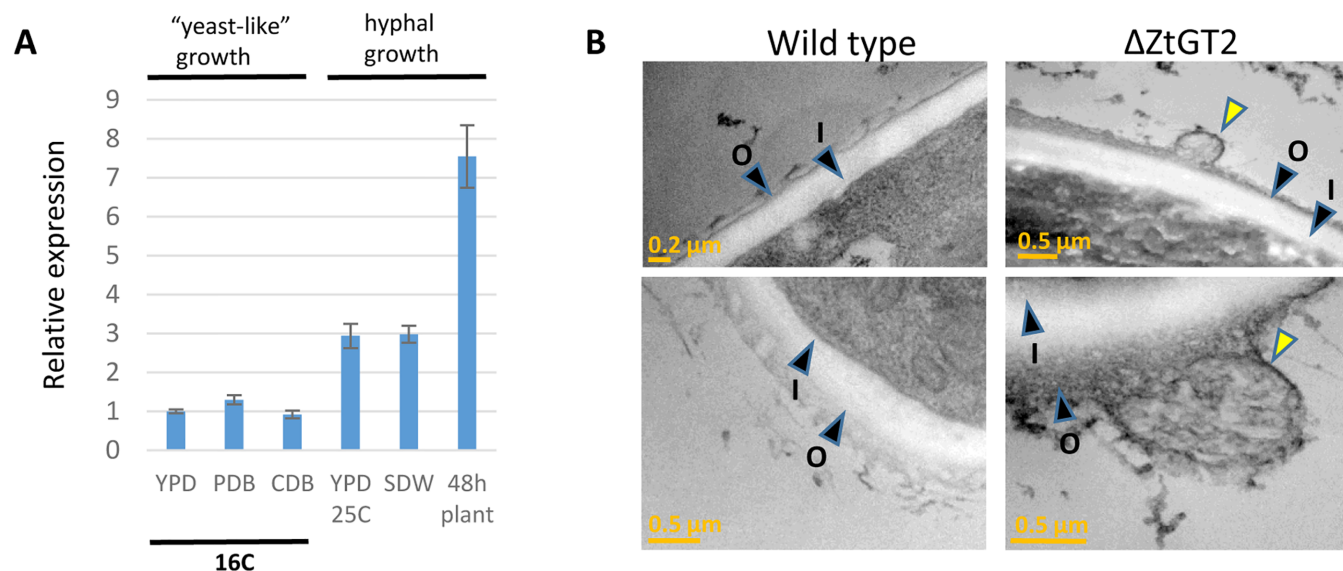 A
“yeast-like”
growth
hyphal
growth
Relative expression
9
8
7
6
5
4
3
2
1
0
YPD PDB CDB YPD SDW 48h
25C plant
16C
B
Wild type
ΔZtGT2
O
I
0.2 µm
O
I
0.5 µm
I
O
0.5 µm
I
O
0.5 µm